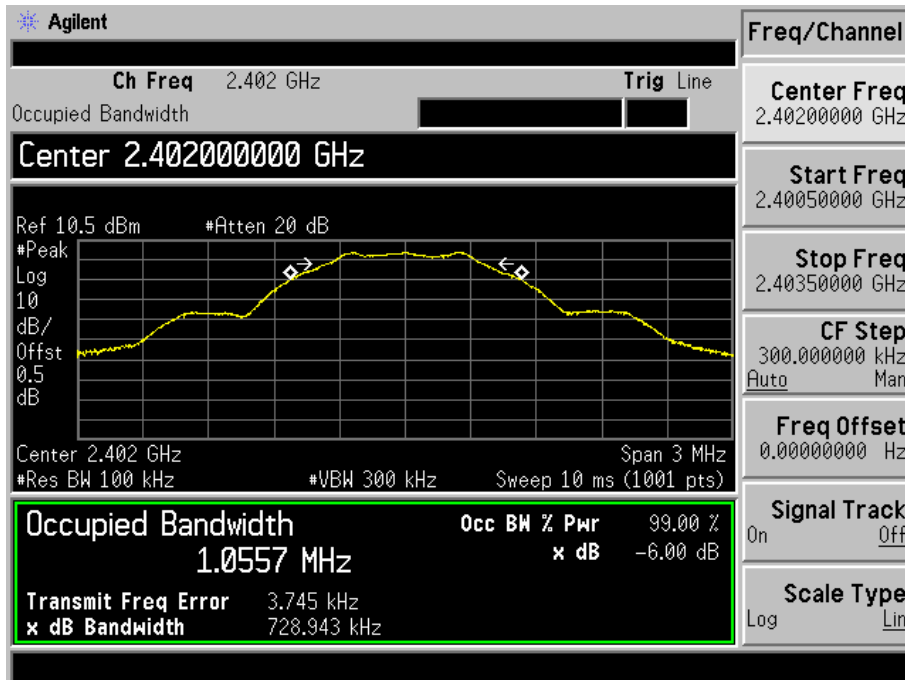 Agilent
Freq/Channel
Ch Freq 2.402 GHz Trig Line
Occupied Bandwidth
Center 2.402000000 GHz
Ref 10.5 dBm #Atten 20 dB
#Peak
Log
10
dB/
Offst
0.5
dB
Center 2.402 GHz Span 3 MHz
#Res BW 100 kHz #VBW 300 kHz Sweep 10 ms (1001 pts)
Occupied Bandwidth Occ BW % Pwr 99.00 %
1.0557 MHz x dB -6.00 dB
Transmit Freq Error 3.745 kHz
x dB Bandwidth 728.943 kHz
Center Freq
2.40200000 GHz
Start Freq
2.40050000 GHz
Stop Freq
2.40350000 GHz
CF Step
300.000000 kHz
Auto Man
Freq Offset
0.00000000 Hz
Signal Track
On Off
Scale Type
Log Lin